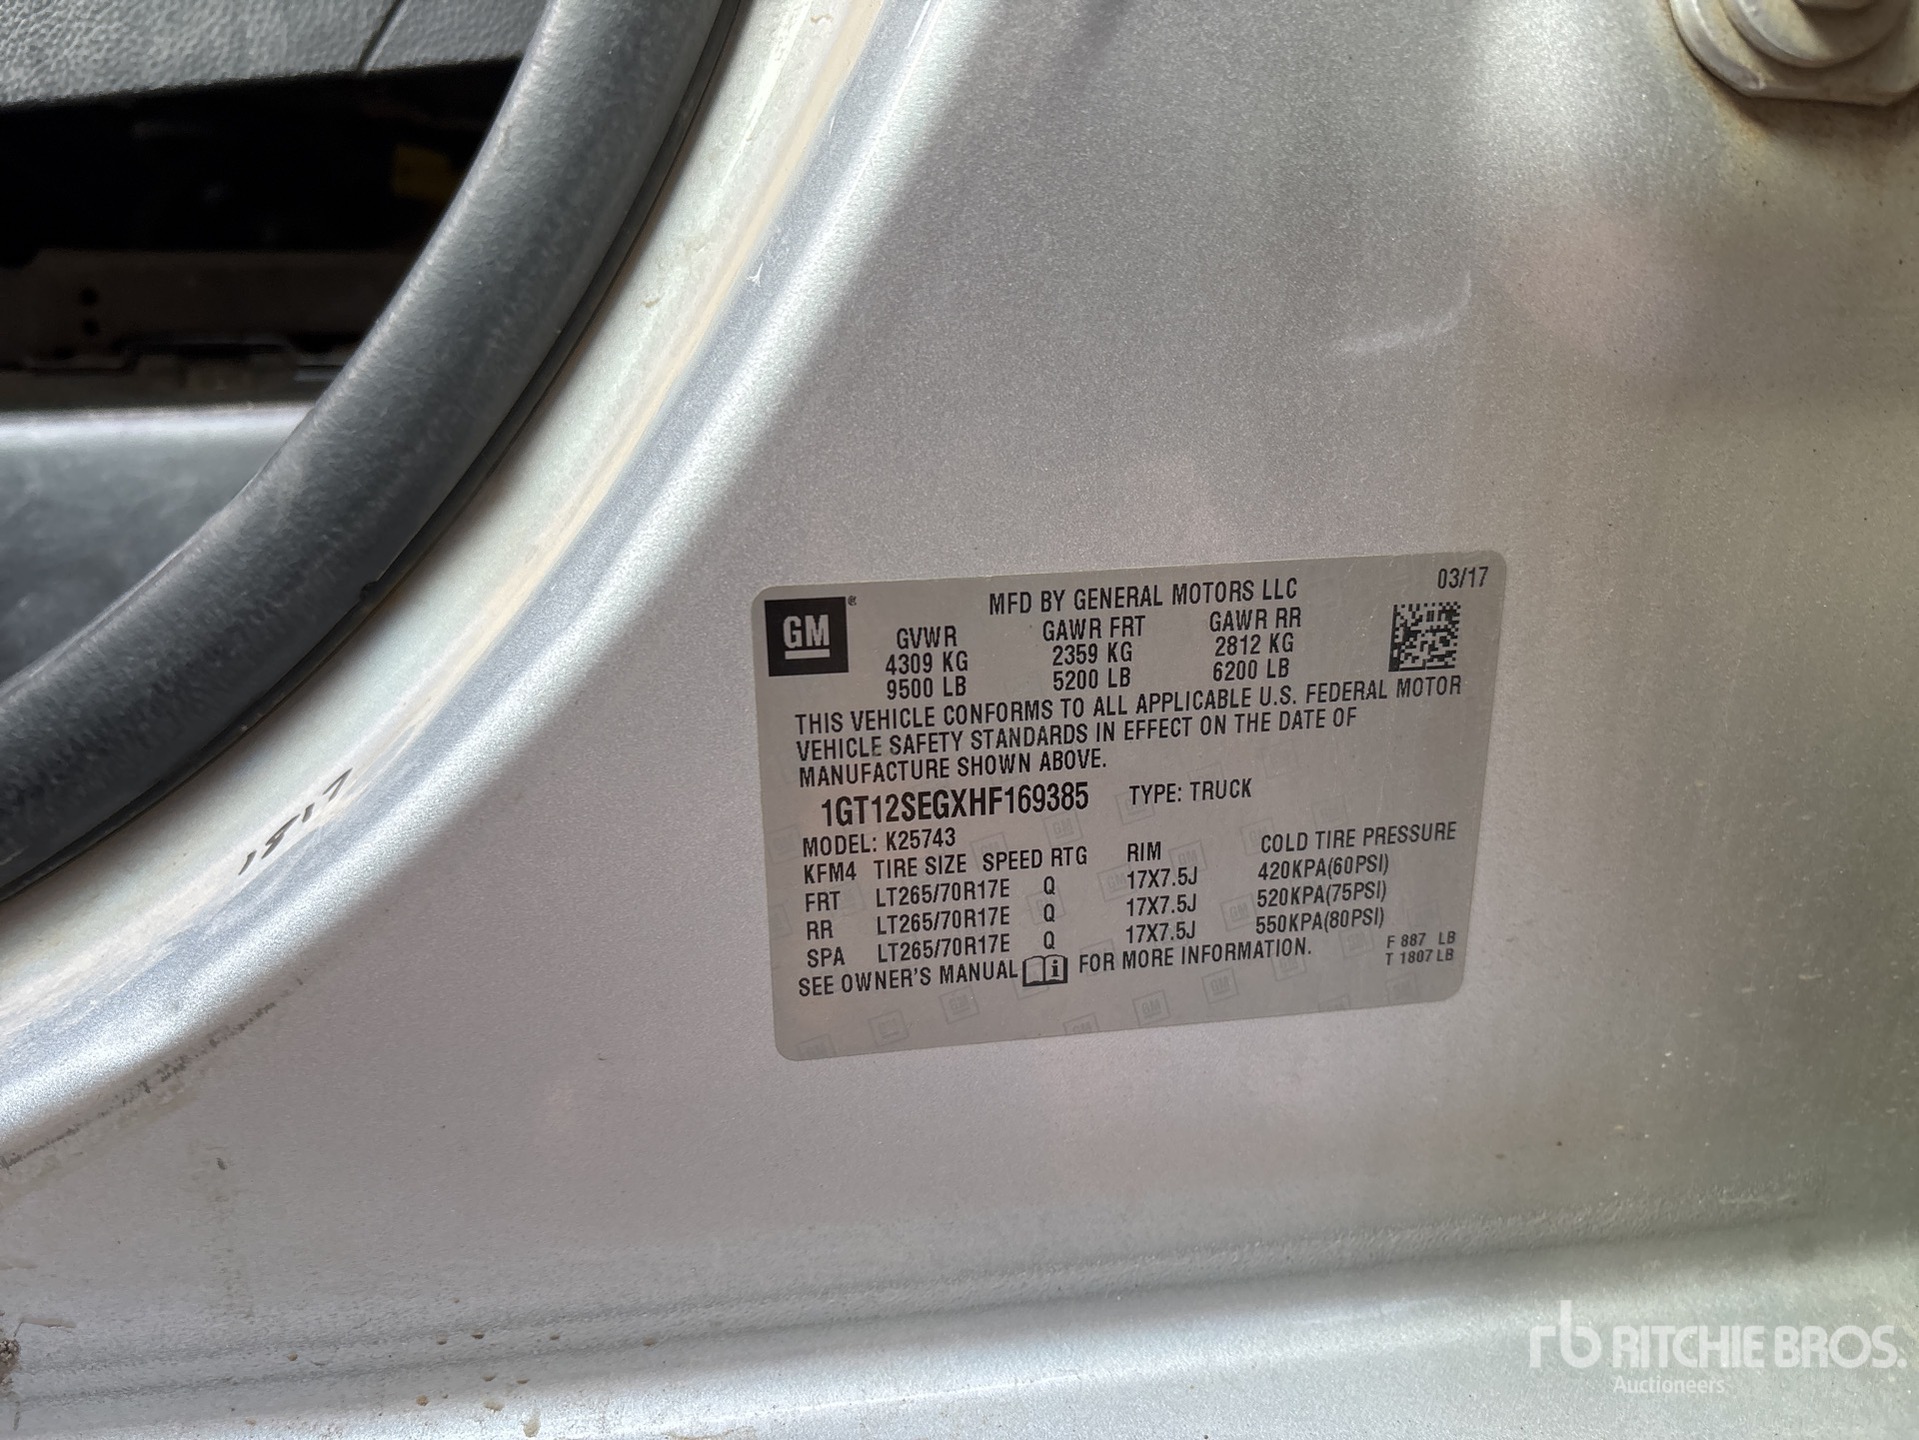 GM®
MFD BY GENERAL MOTORS LLC 03/17
GVWR GAWR FRT GAWR RR
4309 KG 2359 KG 2812 KG
9500 LB 5200 LB 6200 LB
THIS VEHICLE CONFORMS TO ALL APPLICABLE U.S. FEDERAL MOTOR
VEHICLE SAFETY STANDARDS IN EFFECT ON THE DATE OF
MANUFACTURE SHOWN ABOVE.
1GT12SEGXHF169385 TYPE: TRUCK
MODEL: K25743
KFM4 TIRE SIZE SPEED RTG RIM COLD TIRE PRESSURE
FRT LT265/70R17E Q 17X7.5J 420KPA(60PSI)
RR LT265/70R17E Q 17X7.5J 520KPA(75PSI)
SPA LT265/70R17E Q 17X7.5J 550KPA(80PSI)
SEE OWNER'S MANUAL i FOR MORE INFORMATION.
F 887 LB
T 1807 LB
rb RITCHIE BROS.
Auctioneers